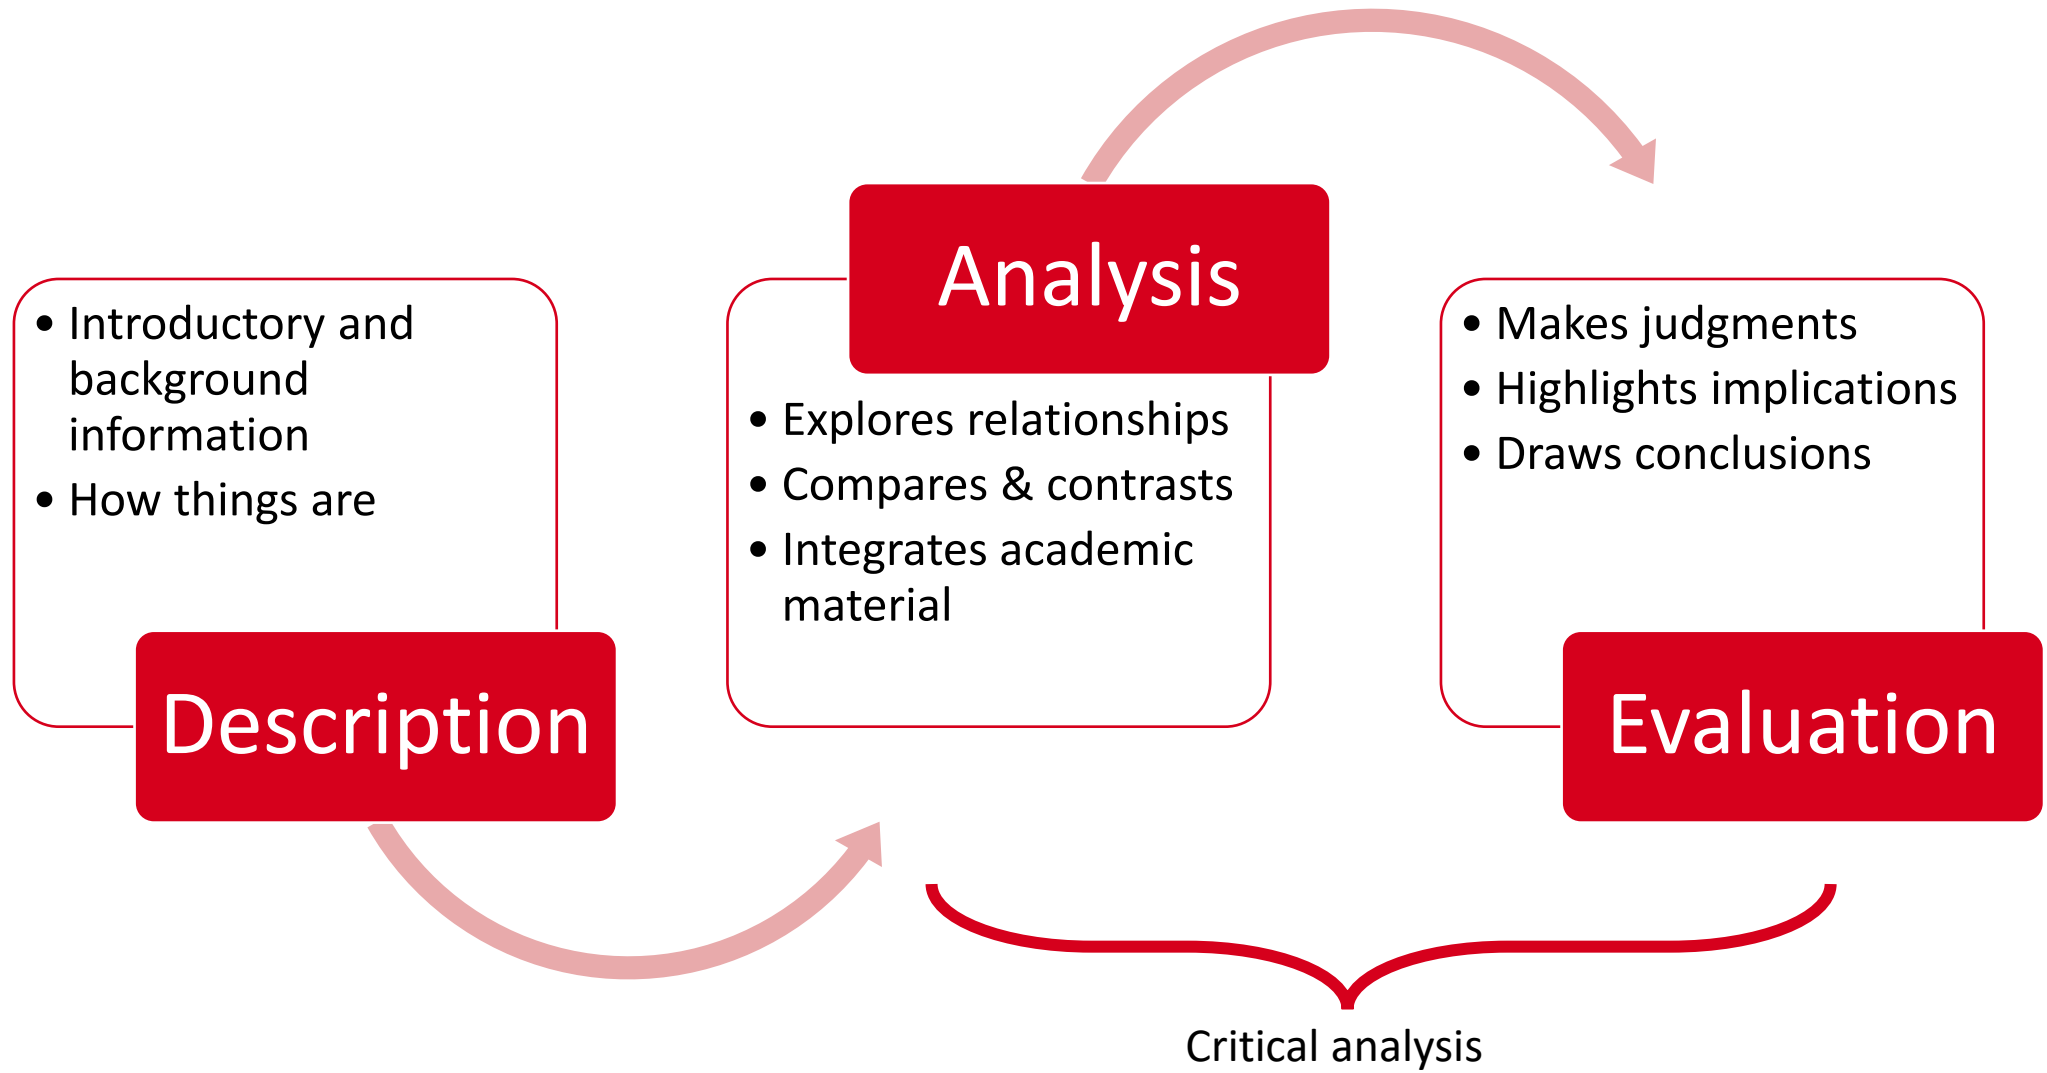 • Introductory and
background
information
• How things are
Description
Analysis
• Explores relationships
• Compares & contrasts
• Integrates academic
material
• Makes judgments
• Highlights implications
• Draws conclusions
Evaluation
Critical analysis